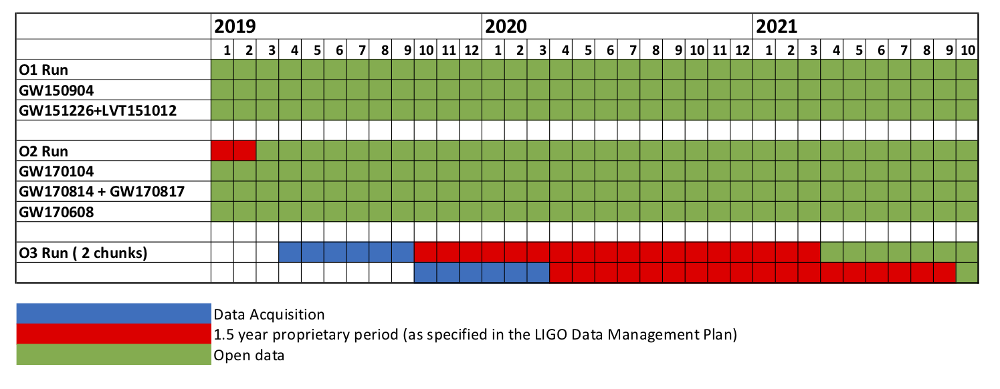 2019 2020 2021
1 2 3 4 5 6 7 8 9 10 11 12 1 2 3 4 5 6 7 8 9 10 11 12 1 2 3 4 5 6 7 8 9 10
O1 Run
GW150904
GW151226+LVT151012
O2 Run
GW170104
GW170814 + GW170817
GW170608
O3 Run ( 2 chunks)
Data Acquisition
1.5 year proprietary period (as specified in the LIGO Data Management Plan)
Open data